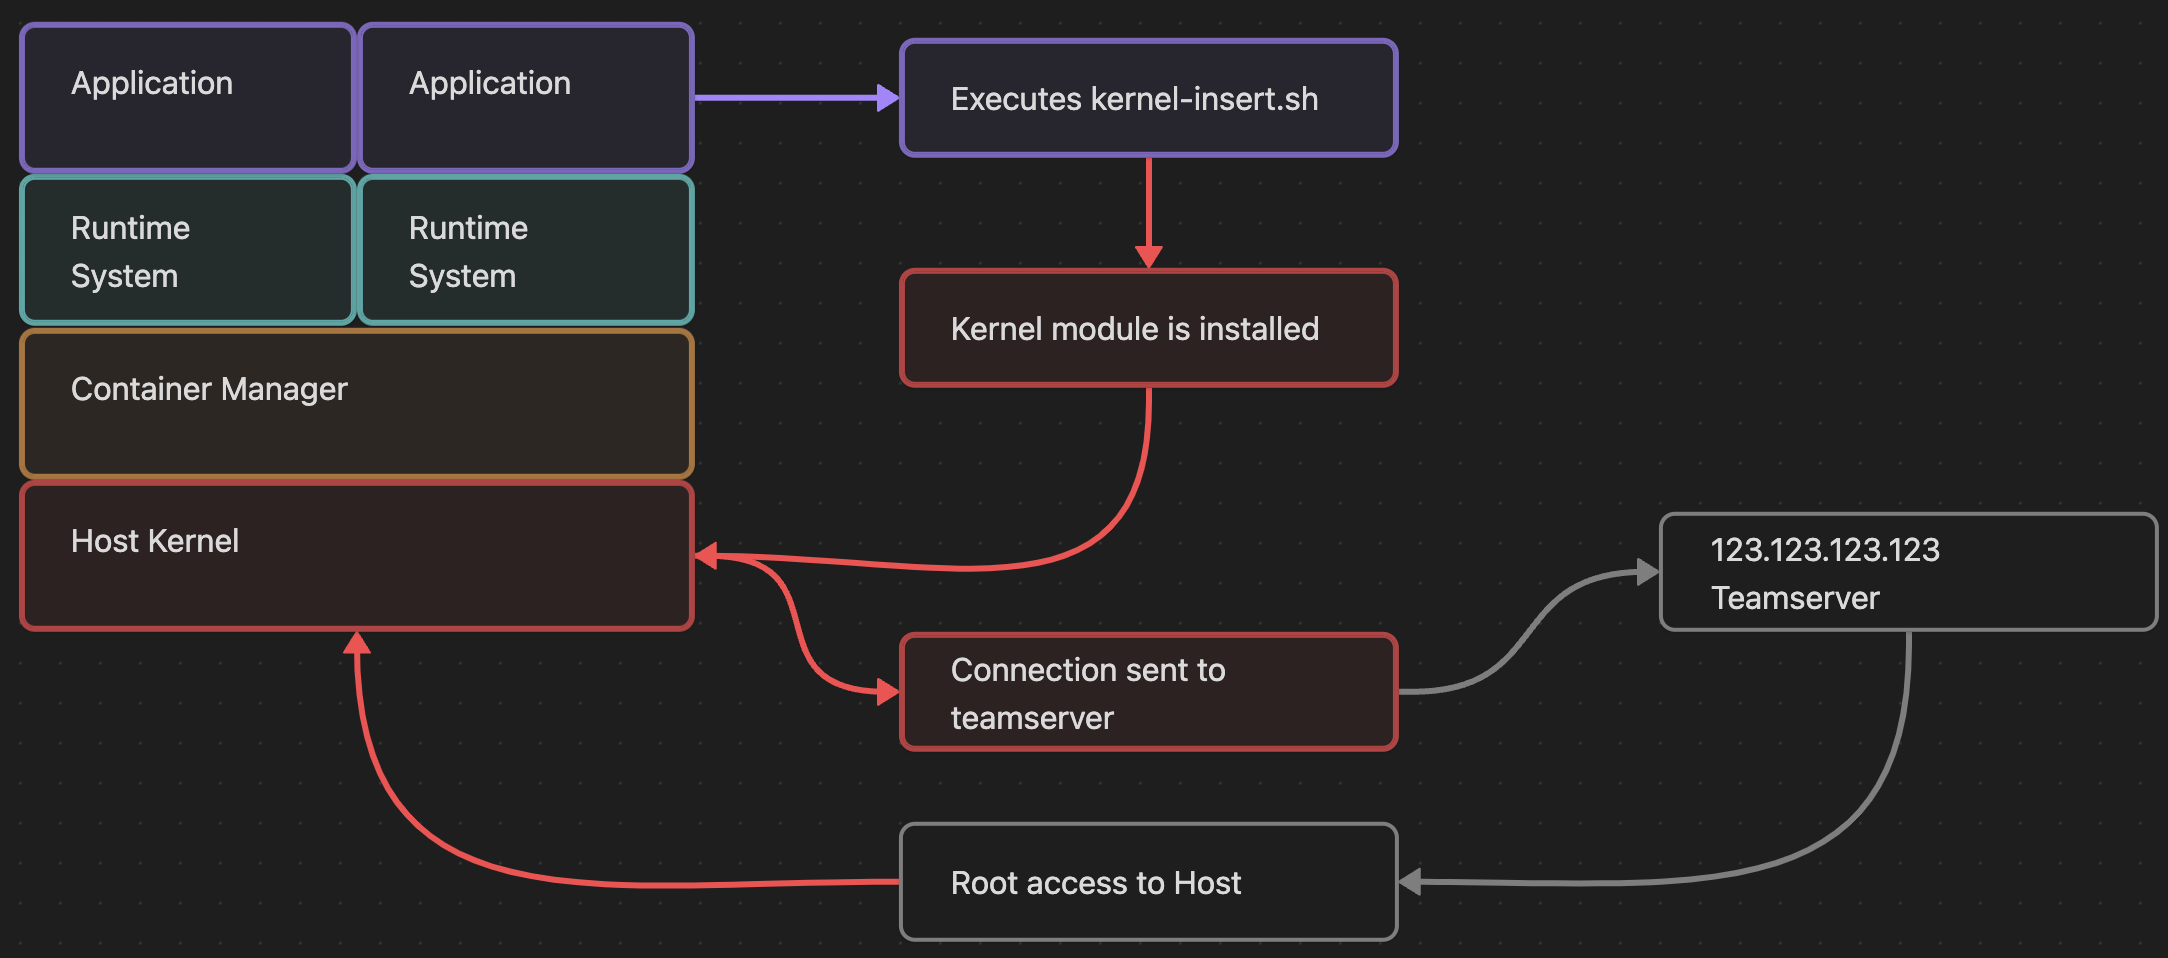 Application
Application
Executes kernel-insert.sh
Runtime
System
Runtime
System
Kernel module is installed
Container Manager
Host Kernel
123.123.123.123
Teamserver
Connection sent to
teamserver
Root access to Host